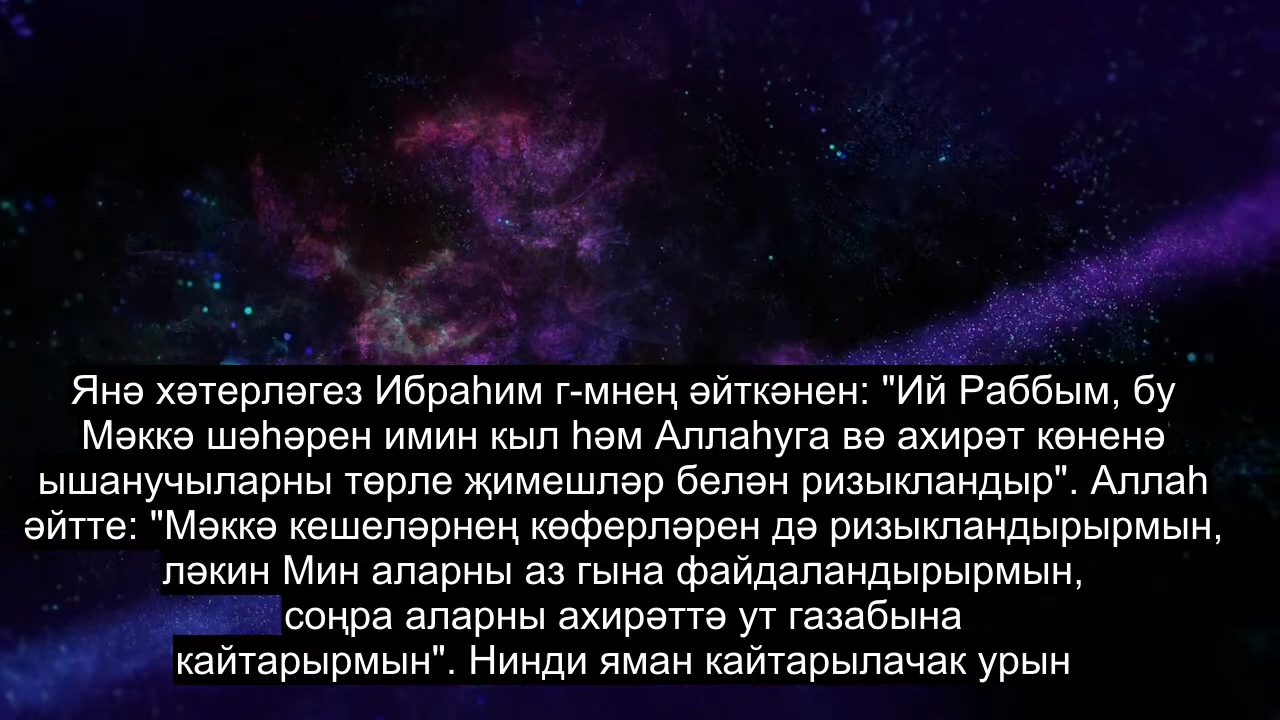 Янә хәтерләгез Ибраһим г-мнең әйткәнен: "Ий Раббым, бу
Мәккә шәһәрен имин кыл һәм Аллаһуга вә ахирәт көненә
ышанучыларны төрле җимешләр белән ризыкландыр". Аллаһ
әйтте: "Мәккә кешеләрнең көферләрен дә ризыкландырырмын,
ләкин Мин аларны аз гына файдаландырырмын,
соңра аларны ахирәттә ут газабына
кайтарырмын". Нинди яман кайтарылачак урын